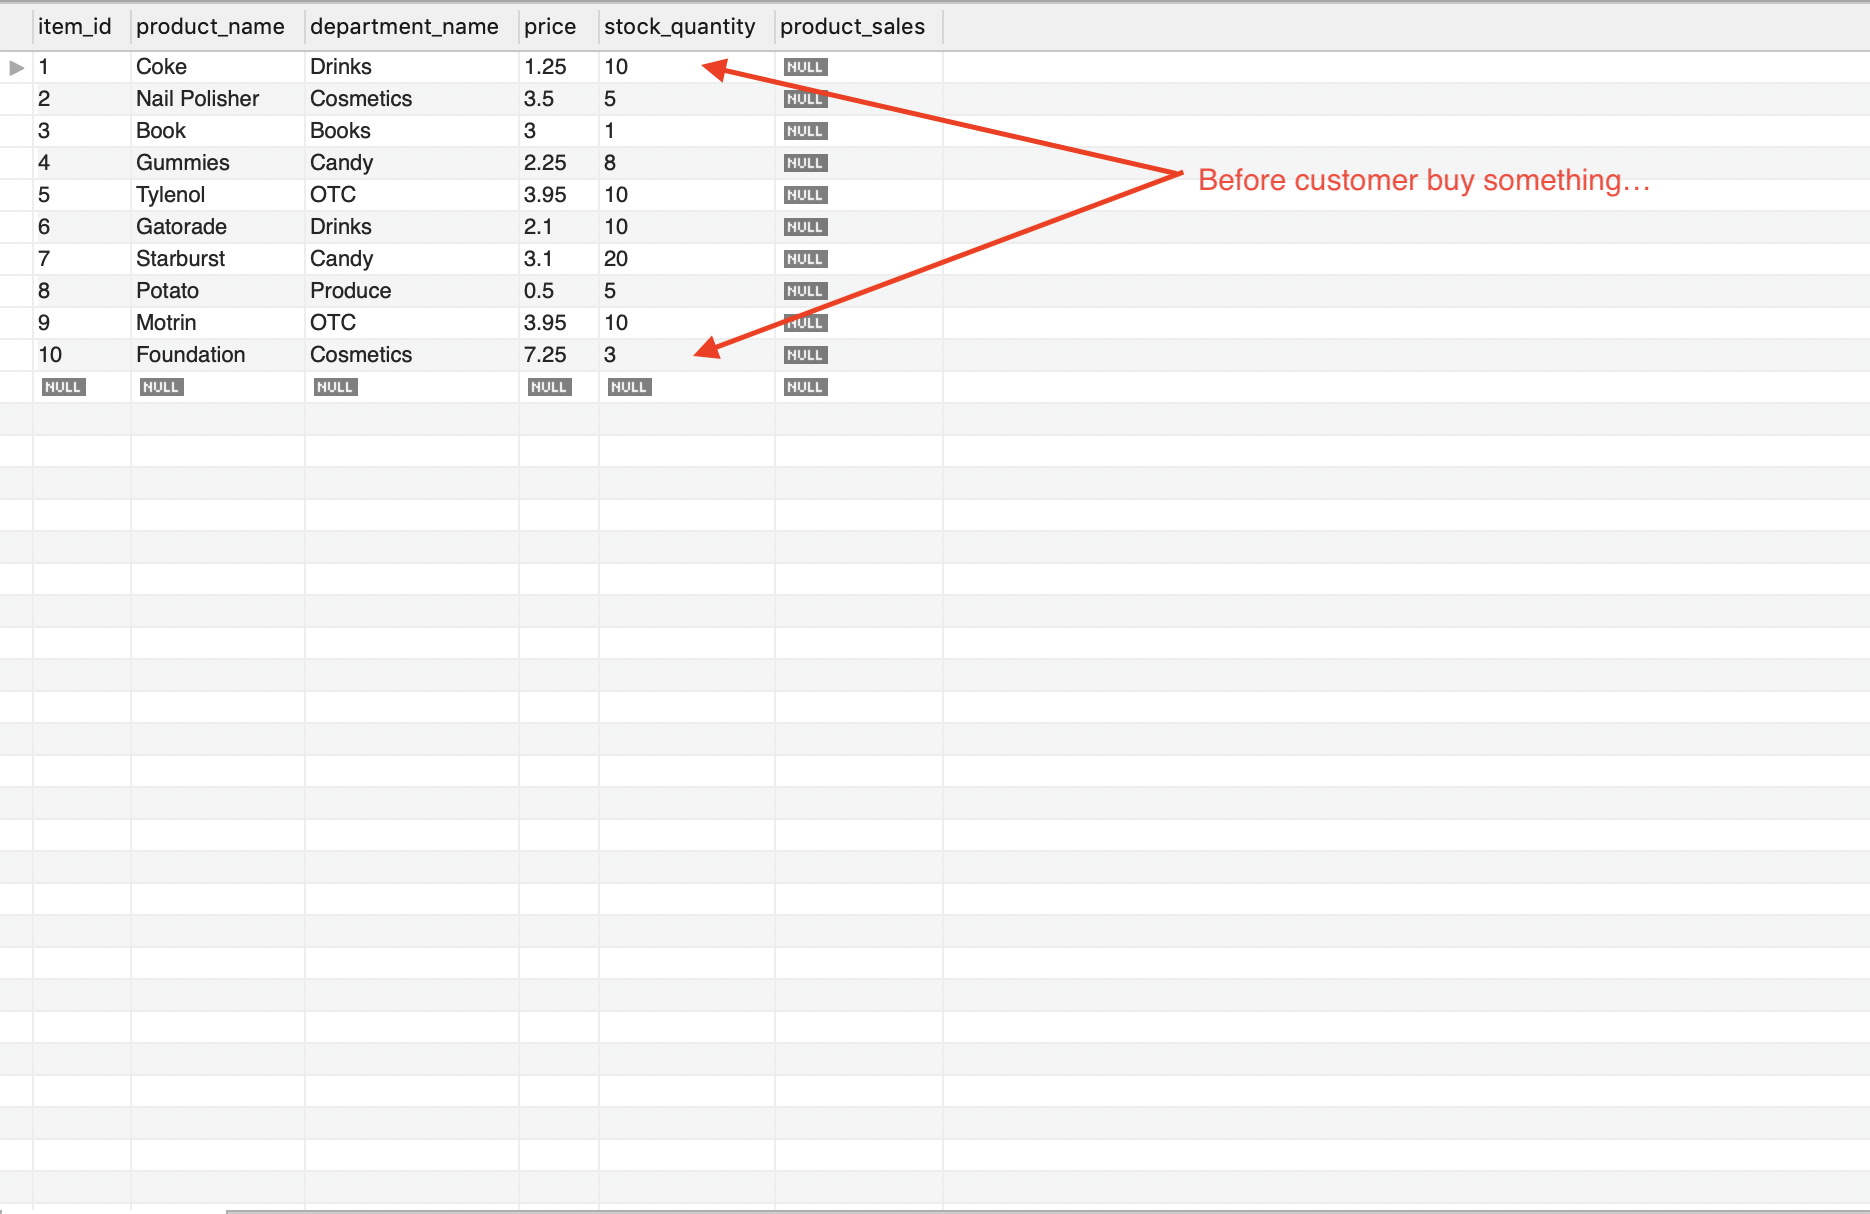 item_id product_name department_name price stock_quantity product_sales
1 Coke Drinks 1.25 10 NULL
2 Nail Polisher Cosmetics 3.5 5 NULL
3 Book Books 3 1 NULL
4 Gummies Candy 2.25 8 NULL
Before customer buy something…
5 Tylenol OTC 3.95 10 NULL
6 Gatorade Drinks 2.1 10 NULL
7 Starburst Candy 3.1 20 NULL
8 Potato Produce 0.5 5 NULL
9 Motrin OTC 3.95 10 NULL
10 Foundation Cosmetics 7.25 3 NULL
NULL NULL NULL NULL NULL NULL